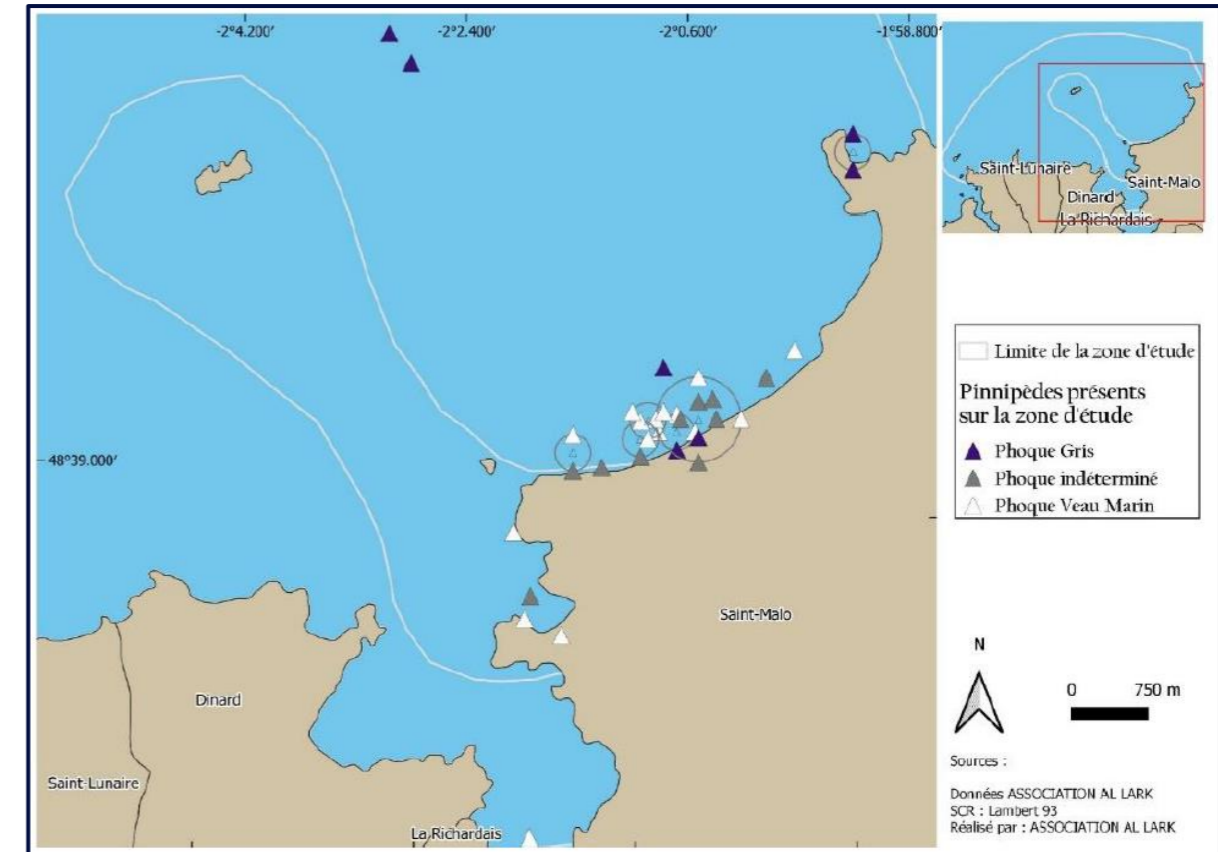 -2°4.200'
-2°2.400'
-2°0.600'
-1°58.800'
48°39.000'
Saint-Malo
Dinard
Saint-Lunaire
La Richardais
Saint-Lunaire
Dinard
Saint-Malo
La Richardais
Limite de la zone d'étude
Pinnipèdes présents
sur la zone d'étude
Phoque Gris
Phoque indéterminé
Phoque Veau Marin
N
0 750 m
Sources :
Données ASSOCIATION AL LARK
SCR : Lambert 93
Réalisé par : ASSOCIATION AL LARK